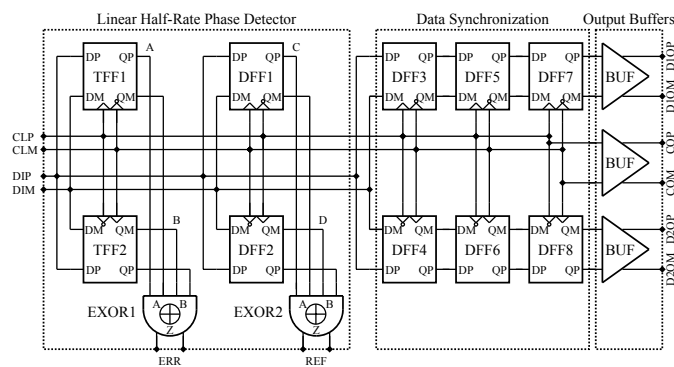 Linear Half-Rate Phase Detector
Data Synchronization
Output Buffers
A
C
DP QP
TFF1
DM QM
DP QP
DFF1
DM QM
DP QP
DFF3
DM QM
DP QP
DFF5
DM QM
DP QP
DFF7
DM QM
BUF
D1OP
D1OM
CLP
CLM
DIP
DIM
BUF
COP
COM
DM QM
TFF2
DP QP
B
DM QM
DFF2
DP QP
D
DM QM
DFF4
DP QP
DM QM
DFF6
DP QP
DM QM
DFF8
DP QP
BUF
D2OP
D2OM
EXOR1
A B
Z
EXOR2
A B
Z
ERR
REF